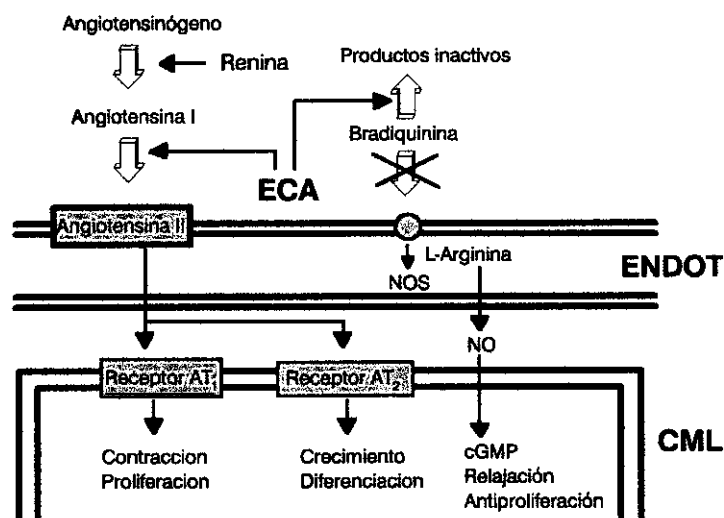 Angiotensinógeno
Renina
Productos inactivos
Angiotensina I
Bradiquinina
ECA
Angiotensina II
L-Arginina
ENDOT
NOS
NO
Receptor AT
Receptor AT2
CML
Contraccion
Proliferacion
Crecimiento
Diferenciacion
cGMP
Relajación
Antiproliferación